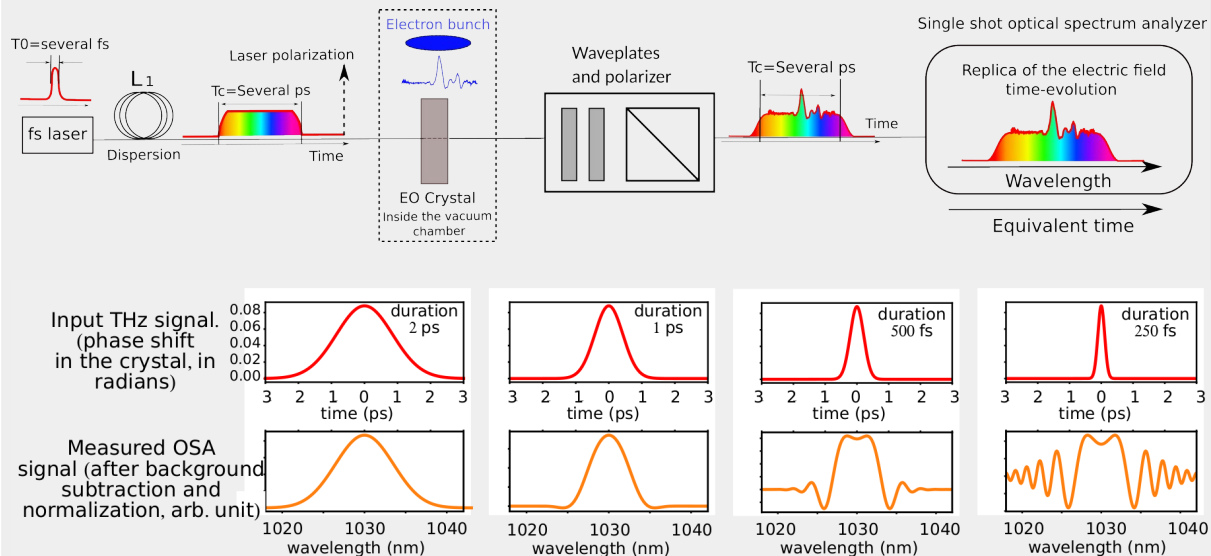 T0=several fs
fs laser
L1
Dispersion
Tc=Several ps
Laser polarization
Time
Electron bunch
EO Crystal
Inside the vacuum
chamber
Waveplates
and polarizer
Tc=Several ps
Time
Single shot optical spectrum analyzer
Replica of the electric field
time-evolution
Wavelength
Equivalent time
Input THz signal.
(phase shift
in the crystal, in
radians)
0.08
0.06
0.04
0.02
0.00
duration
2 ps
3 2 1 0 1 2 3
time (ps)
duration
1 ps
3 2 1 0 1 2 3
time (ps)
duration
500 fs
3 2 1 0 1 2 3
time (ps)
duration
250 fs
3 2 1 0 1 2 3
time (ps)
Measured OSA
signal (after background
subtraction and
normalization, arb. unit)
1020 1030 1040
wavelength (nm)
1020 1030 1040
wavelength (nm)
1020 1030 1040
wavelength (nm)
1020 1030 1040
wavelength (nm)